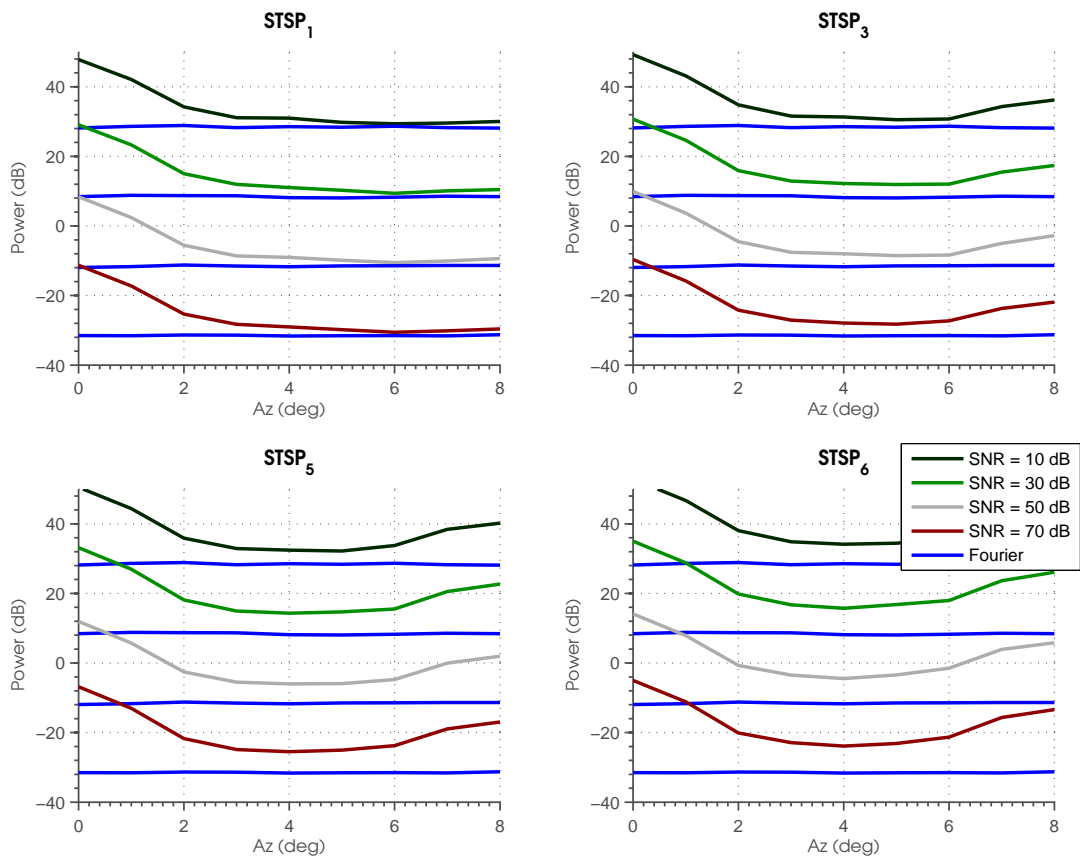 STSP1
Power (dB)
40
20
0
−20
−40
0 2 4 6 8
Az (deg)
STSP3
Power (dB)
40
20
0
−20
−40
0 2 4 6 8
Az (deg)
STSP5
Power (dB)
40
20
0
−20
−40
0 2 4 6 8
Az (deg)
STSP6
Power (dB)
40
20
0
−20
−40
0 2 4 6 8
Az (deg)
SNR = 10 dB
SNR = 30 dB
SNR = 50 dB
SNR = 70 dB
Fourier